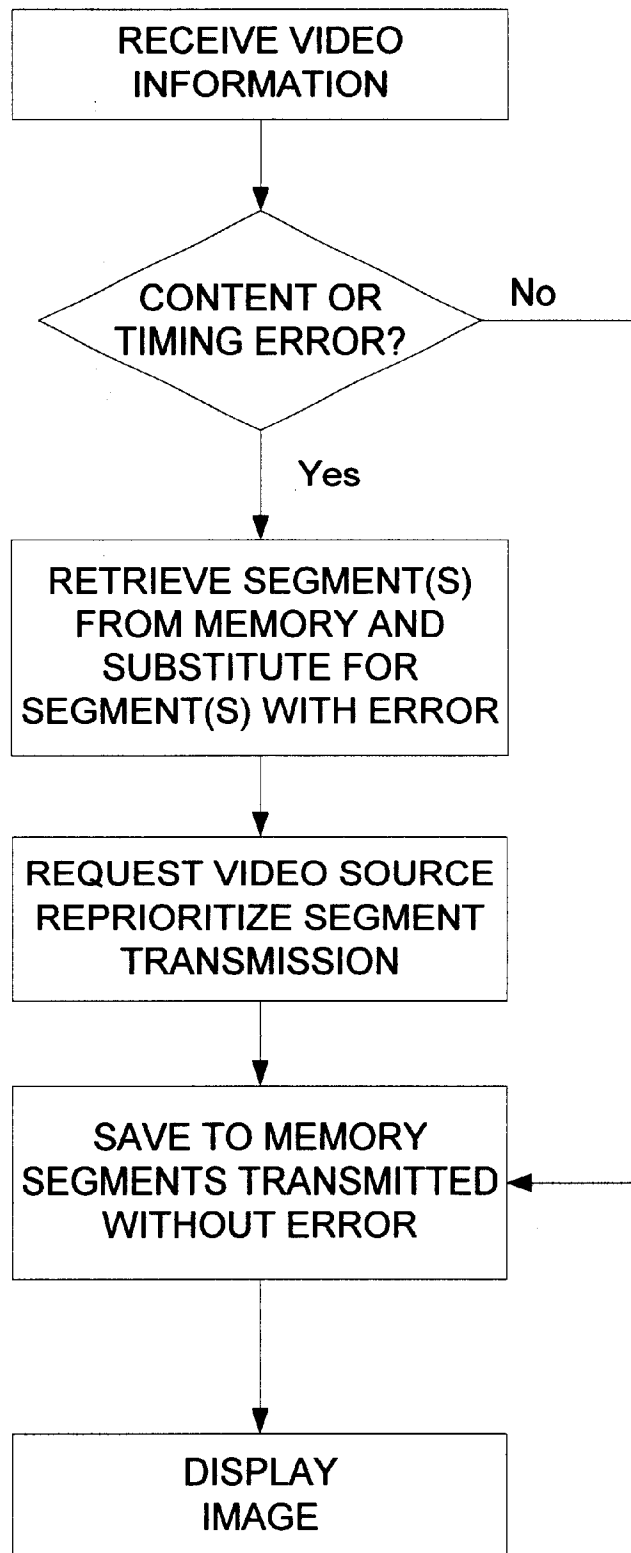 RECEIVE VIDEO
INFORMATION
CONTENT OR
TIMING ERROR?
No
Yes
RETRIEVE SEGMENT(S)
FROM MEMORY AND
SUBSTITUTE FOR
SEGMENT(S) WITH ERROR
REQUEST VIDEO SOURCE
REPRIORITIZE SEGMENT
TRANSMISSION
SAVE TO MEMORY
SEGMENTS TRANSMITTED
WITHOUT ERROR
DISPLAY
IMAGE